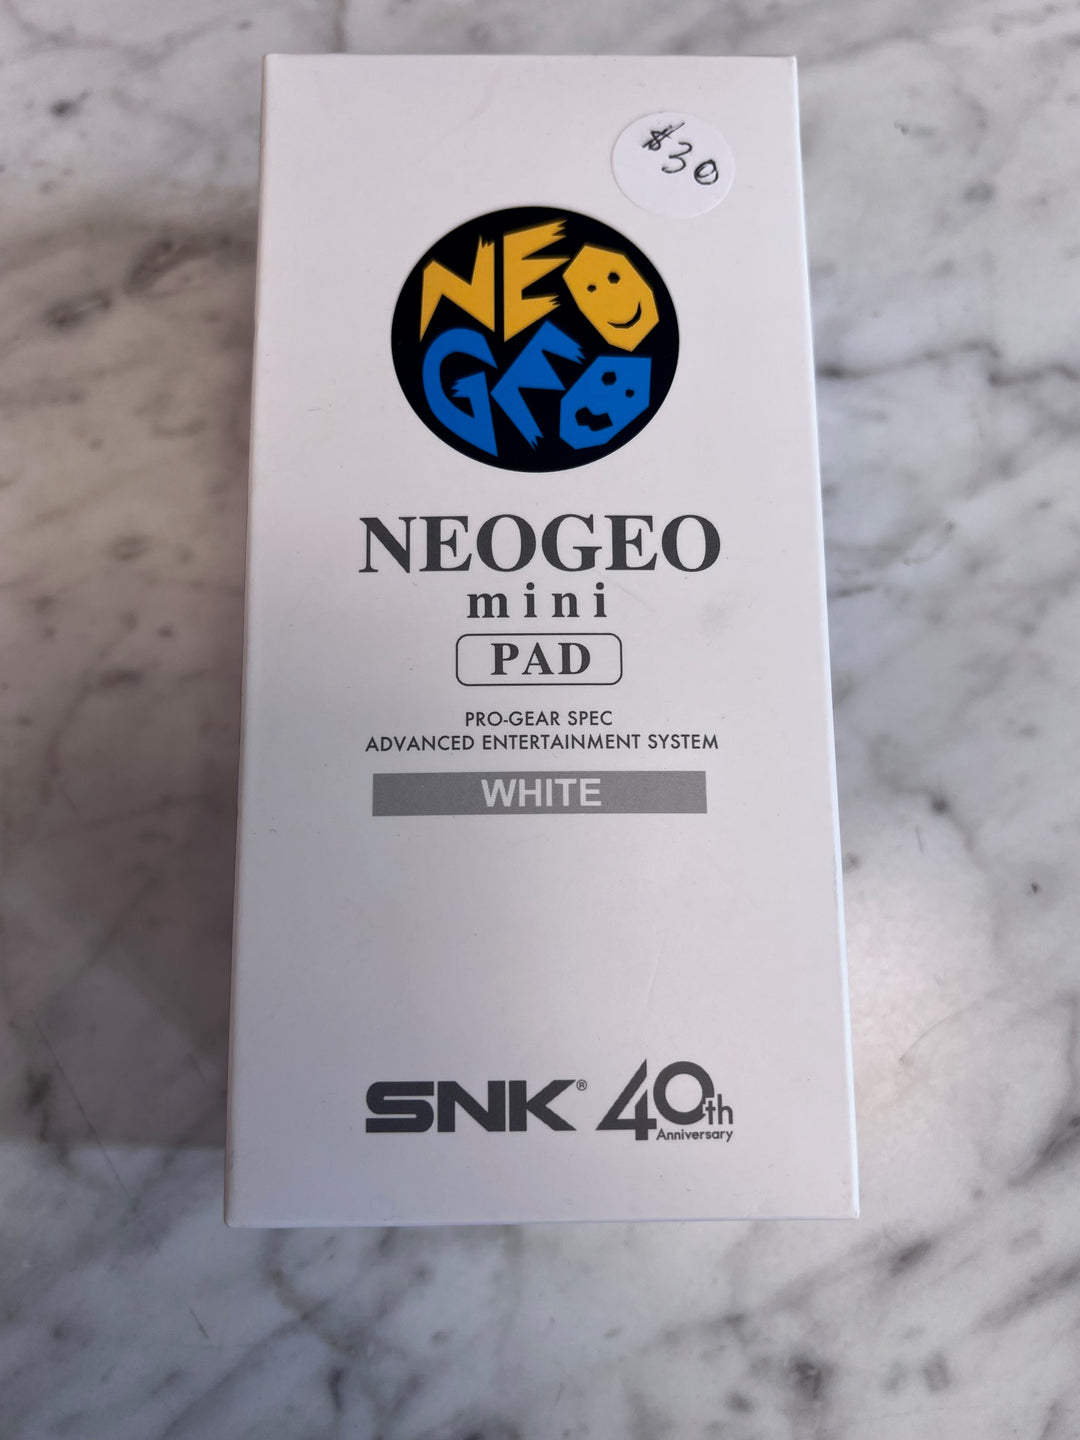 $30
NEO
GEO
NEOGEO
mini
PAD
PRO-GEAR SPEC
ADVANCED ENTERTAINMENT SYSTEM
WHITE
SNK® 40th
Anniversary